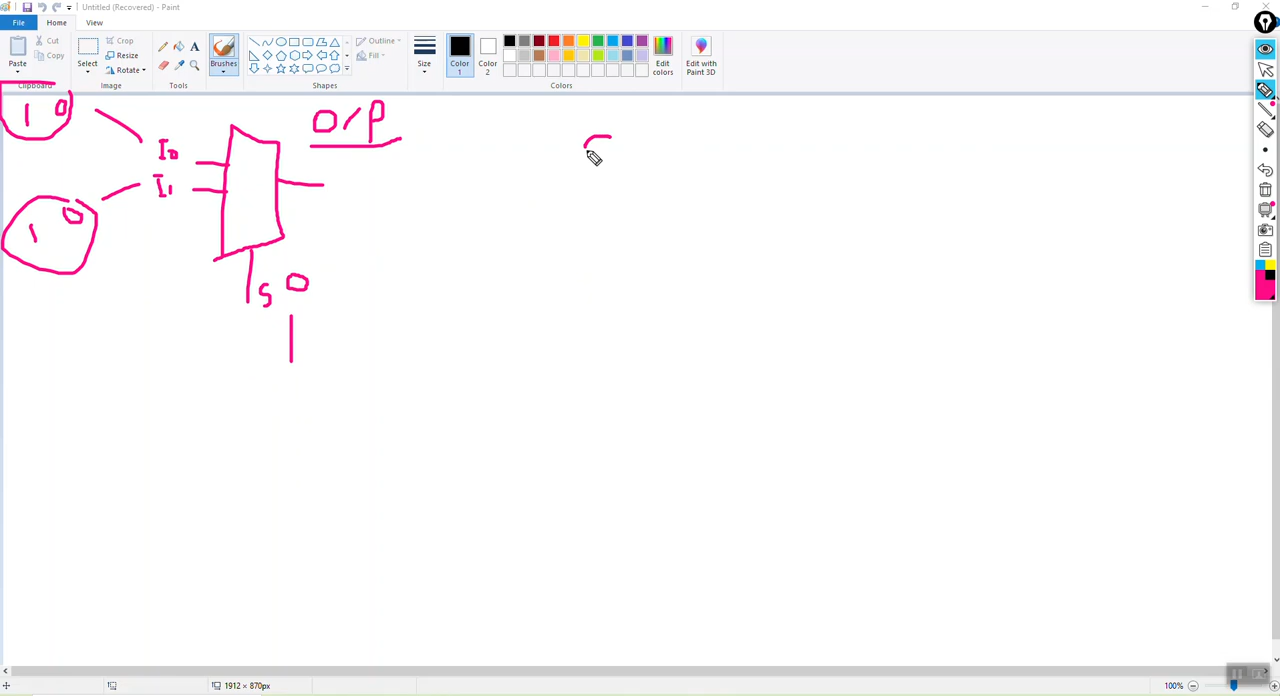 Untitled (Recovered) - Paint
File Home View
Paste Cut Copy Select Crop Resize Rotate A Brushes Outline Fill Size Color 1 Color 2 Edit colors Edit with Paint 3D
Clipboard Image Tools Shapes Colors
1 0
O/P
I0
I1
1 0
S 0
1
1912 × 870px 100%